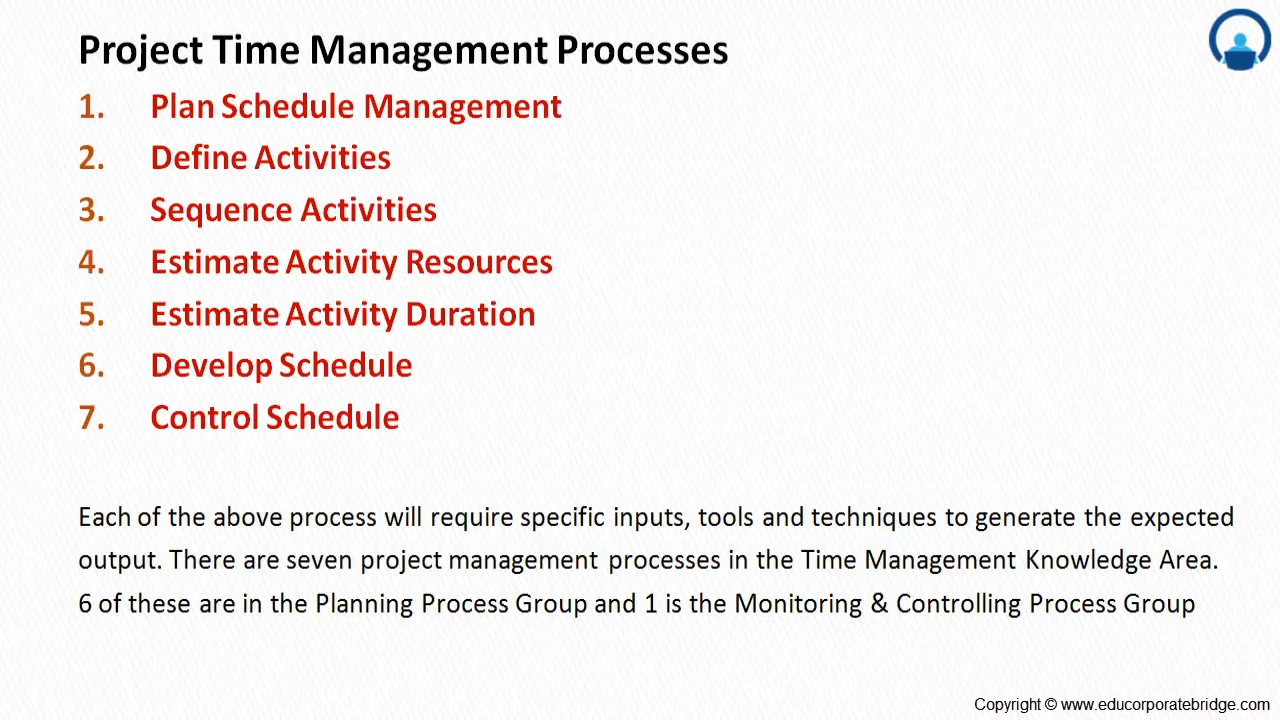 Project Time Management Processes
1. Plan Schedule Management
2. Define Activities
3. Sequence Activities
4. Estimate Activity Resources
5. Estimate Activity Duration
6. Develop Schedule
7. Control Schedule
Each of the above process will require specific inputs, tools and techniques to generate the expected
output. There are seven project management processes in the Time Management Knowledge Area.
6 of these are in the Planning Process Group and 1 is the Monitoring & Controlling Process Group
Copyright © www.educorporatebridge.com